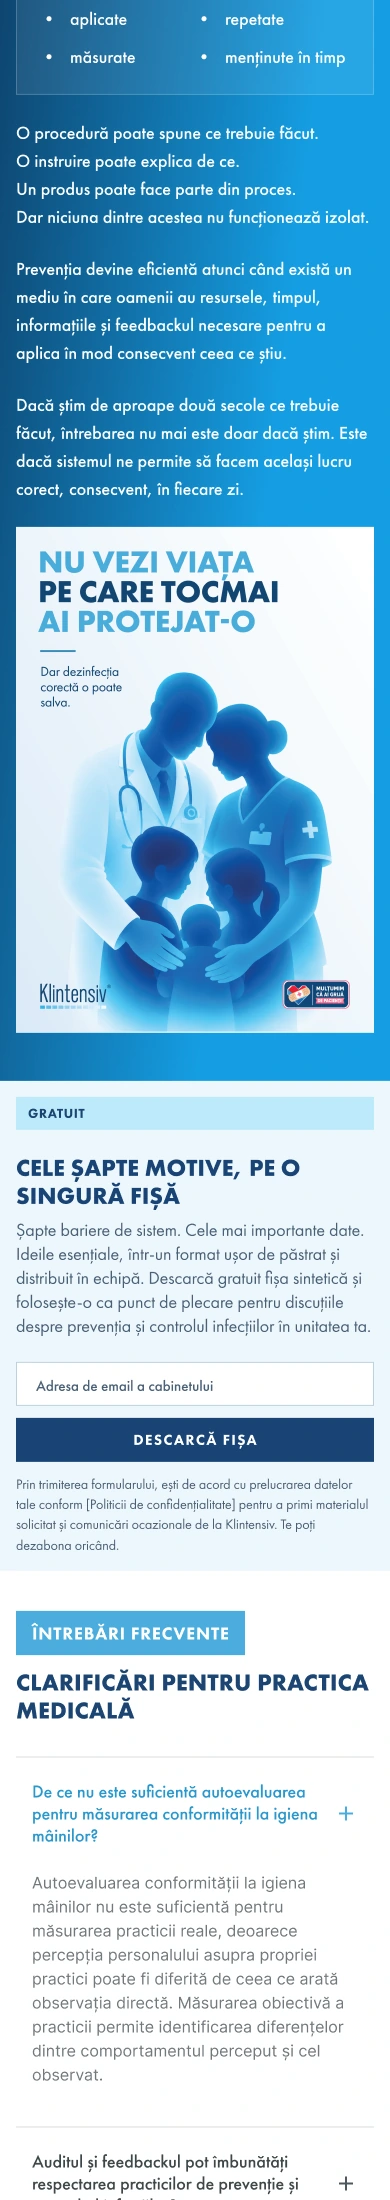 • aplicate • repetate
• măsurate • menținute în timp
O procedură poate spune ce trebuie făcut.
O instruire poate explica de ce.
Un produs poate face parte din proces.
Dar niciuna dintre acestea nu funcționează izolat.
Prevenția devine eficientă atunci când există un
mediu în care oamenii au resursele, timpul,
informațiile și feedbackul necesare pentru a
aplica în mod consecvent ceea ce știu.
Dacă știm de aproape două secole ce trebuie
făcut, întrebarea nu mai este doar dacă știm. Este
dacă sistemul ne permite să facem același lucru
corect, consecvent, în fiecare zi.
NU VEZI VIAȚA
PE CARE TOCMAI
AI PROTEJAT-O
Dar dezinfecția
corectă o poate
salva.
Klintensiv®
MULȚUMIM
CĂ AI GRIJĂ
DE PACIENȚI
GRATUIT
CELE ȘAPTE MOTIVE, PE O
SINGURĂ FIȘĂ
Șapte bariere de sistem. Cele mai importante date.
Ideile esențiale, într-un format ușor de păstrat și
distribuit în echipă. Descarcă gratuit fișa sintetică și
folosește-o ca punct de plecare pentru discuțiile
despre prevenția și controlul infecțiilor în unitatea ta.
Adresa de email a cabinetului
DESCARCĂ FIȘA
Prin trimiterea formularului, ești de acord cu prelucrarea datelor
tale conform [Politicii de confidențialitate] pentru a primi materialul
solicitat și comunicări ocazionale de la Klintensiv. Te poți
dezabona oricând.
ÎNTREBĂRI FRECVENTE
CLARIFICĂRI PENTRU PRACTICA
MEDICALĂ
De ce nu este suficientă autoevaluarea
pentru măsurarea conformității la igiena
mâinilor?
Autoevaluarea conformității la igiena
mâinilor nu este suficientă pentru
măsurarea practicii reale, deoarece
percepția personalului asupra propriei
practici poate fi diferită de ceea ce arată
observația directă. Măsurarea obiectivă a
practicii permite identificarea diferențelor
dintre comportamentul perceput și cel
observat.
Auditul și feedbackul pot îmbunătăți
respectarea practicilor de prevenție și